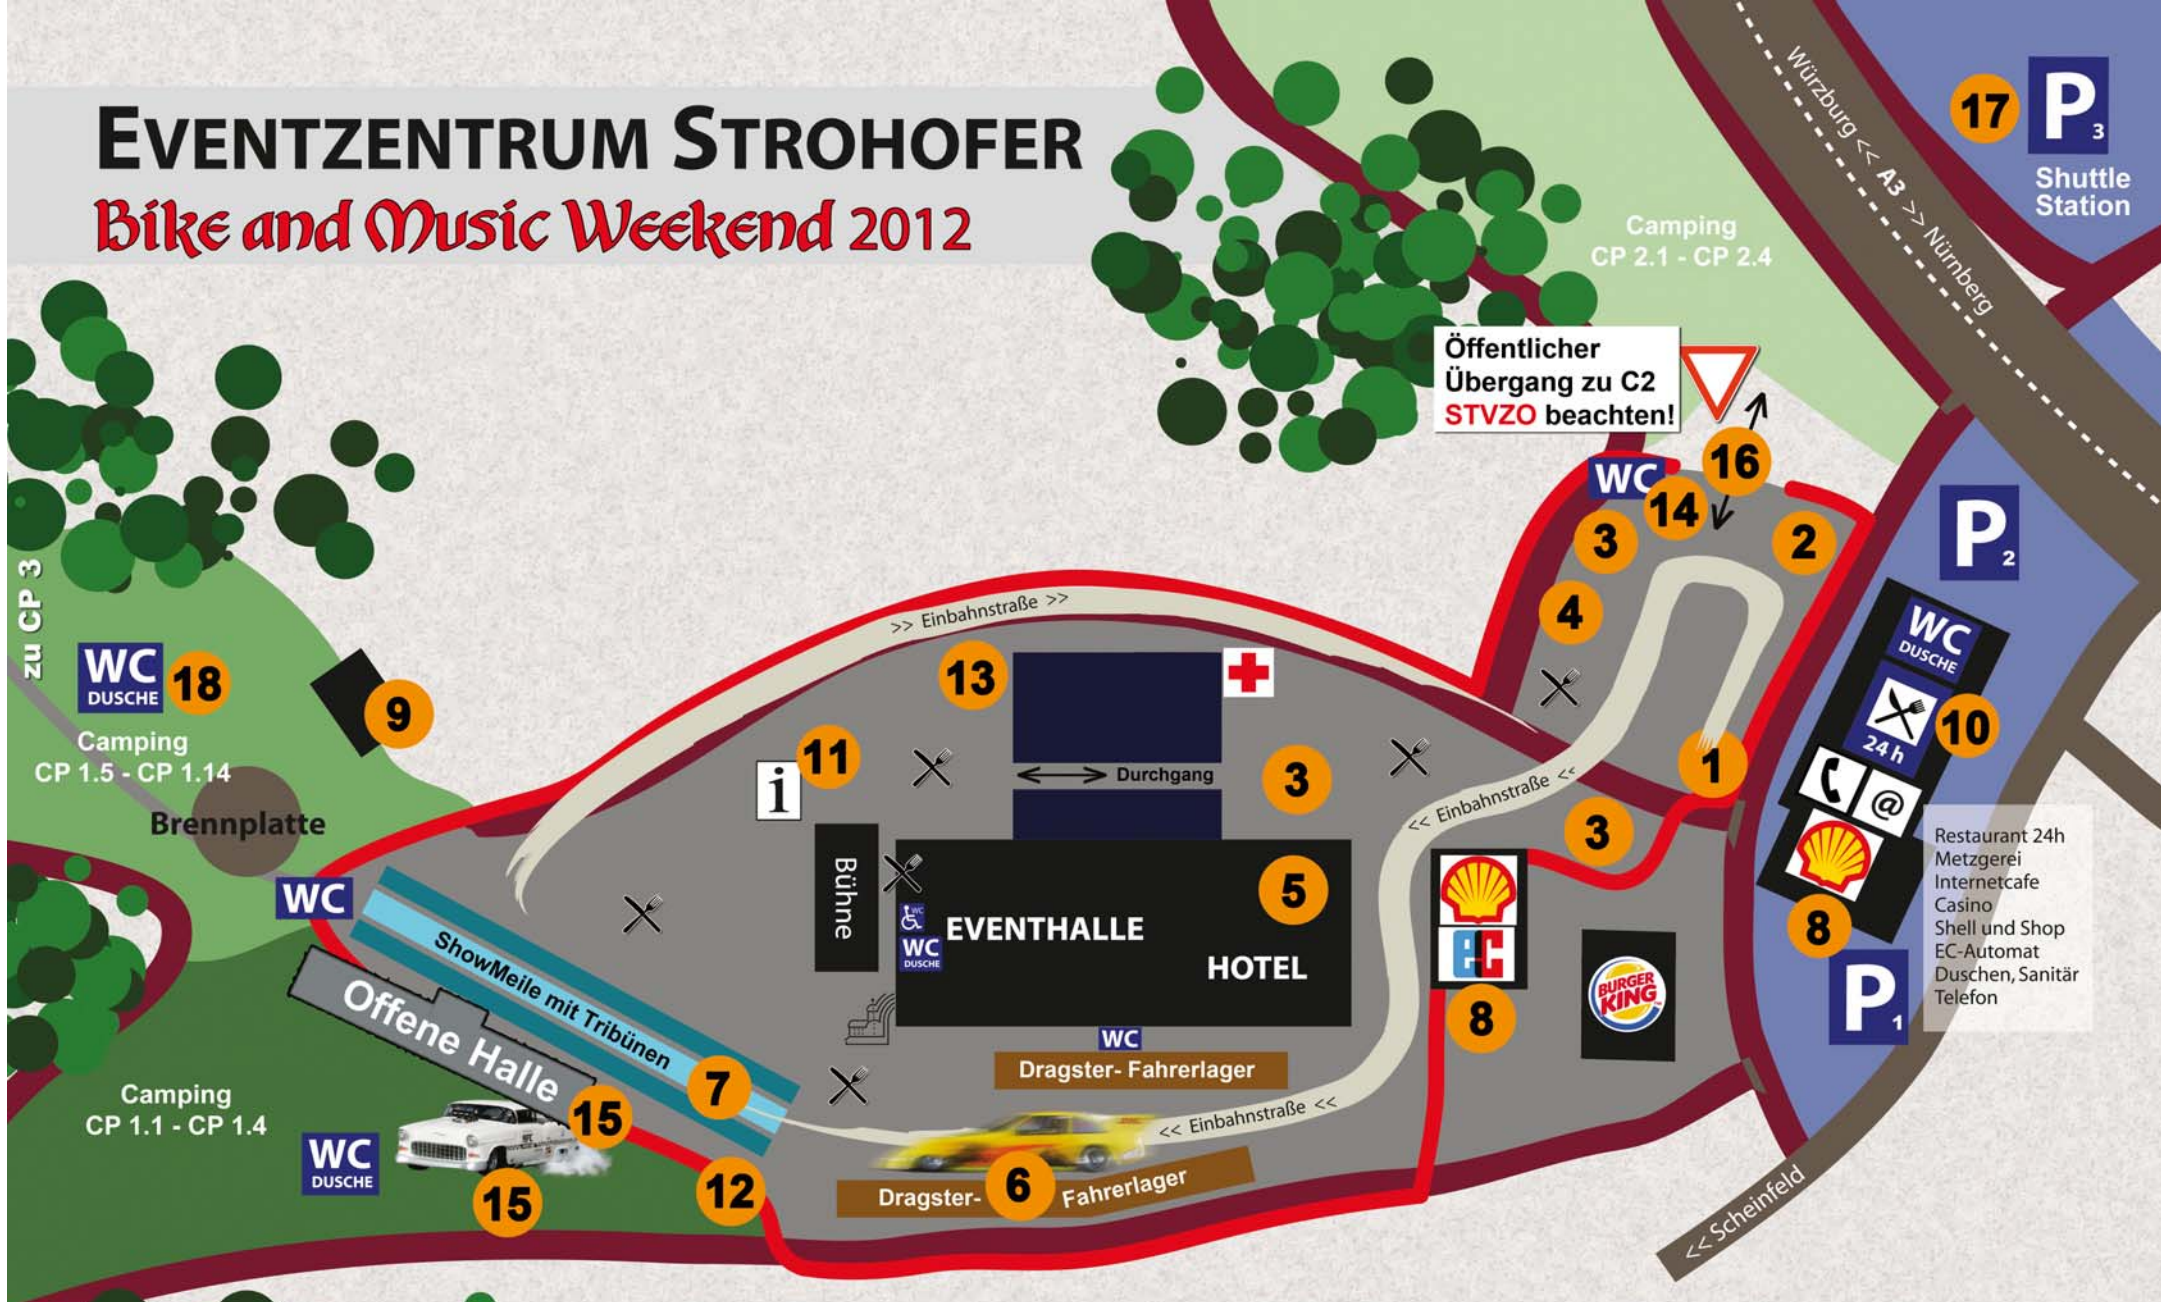 EVENTZENTRUM STROHOFER
Bike and Music Weekend 2012
Würzburg << A3 >> Nürnberg
17
P3
Shuttle
Station
Camping
CP 2.1 - CP 2.4
Öffentlicher
Übergang zu C2
STVZO beachten!
16
WC
14
3
2
4
P2
zu CP 3
WC
DUSCHE
18
9
Camping
CP 1.5 - CP 1.14
Brennplatte
>> Einbahnstraße >>
13
11
i
Durchgang
3
<< Einbahnstraße <<
1
3
WC
DUSCHE
24 h
10
@
8
P1
Restaurant 24h
Metzgerei
Internetcafe
Casino
Shell und Shop
EC-Automat
Duschen, Sanitär
Telefon
WC
ShowMeile mit Tribünen
Offene Halle
7
15
Bühne
WC
WC
DUSCHE
EVENTHALLE
5
HOTEL
WC
ec
8
BURGER
KING
Dragster- Fahrerlager
<< Einbahnstraße <<
Dragster-
6
Fahrerlager
12
Camping
CP 1.1 - CP 1.4
WC
DUSCHE
15
<< Scheinfeld